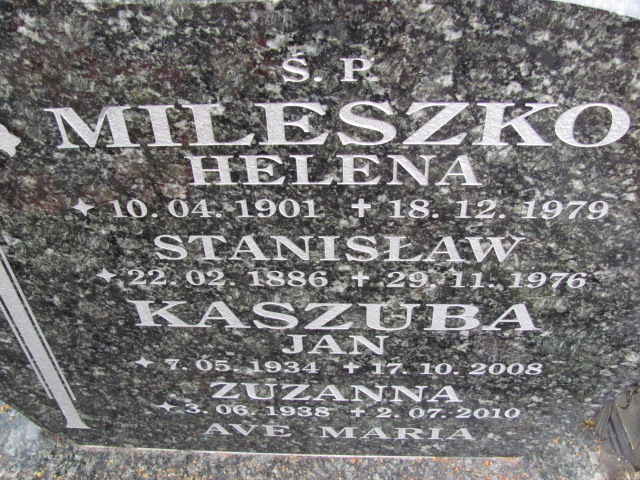 Ś. P.
MILESZKO
HELENA
✦ 10. 04. 1901 ✝ 18. 12. 1979
STANISŁAW
✦ 22. 02. 1886 ✝ 29. 11. 1976
KASZUBA
JAN
✦ 7. 05. 1934 ✝ 17. 10. 2008
ZUZANNA
✦ 3. 06. 1938 ✝ 2. 07. 2010
AVE MARIA